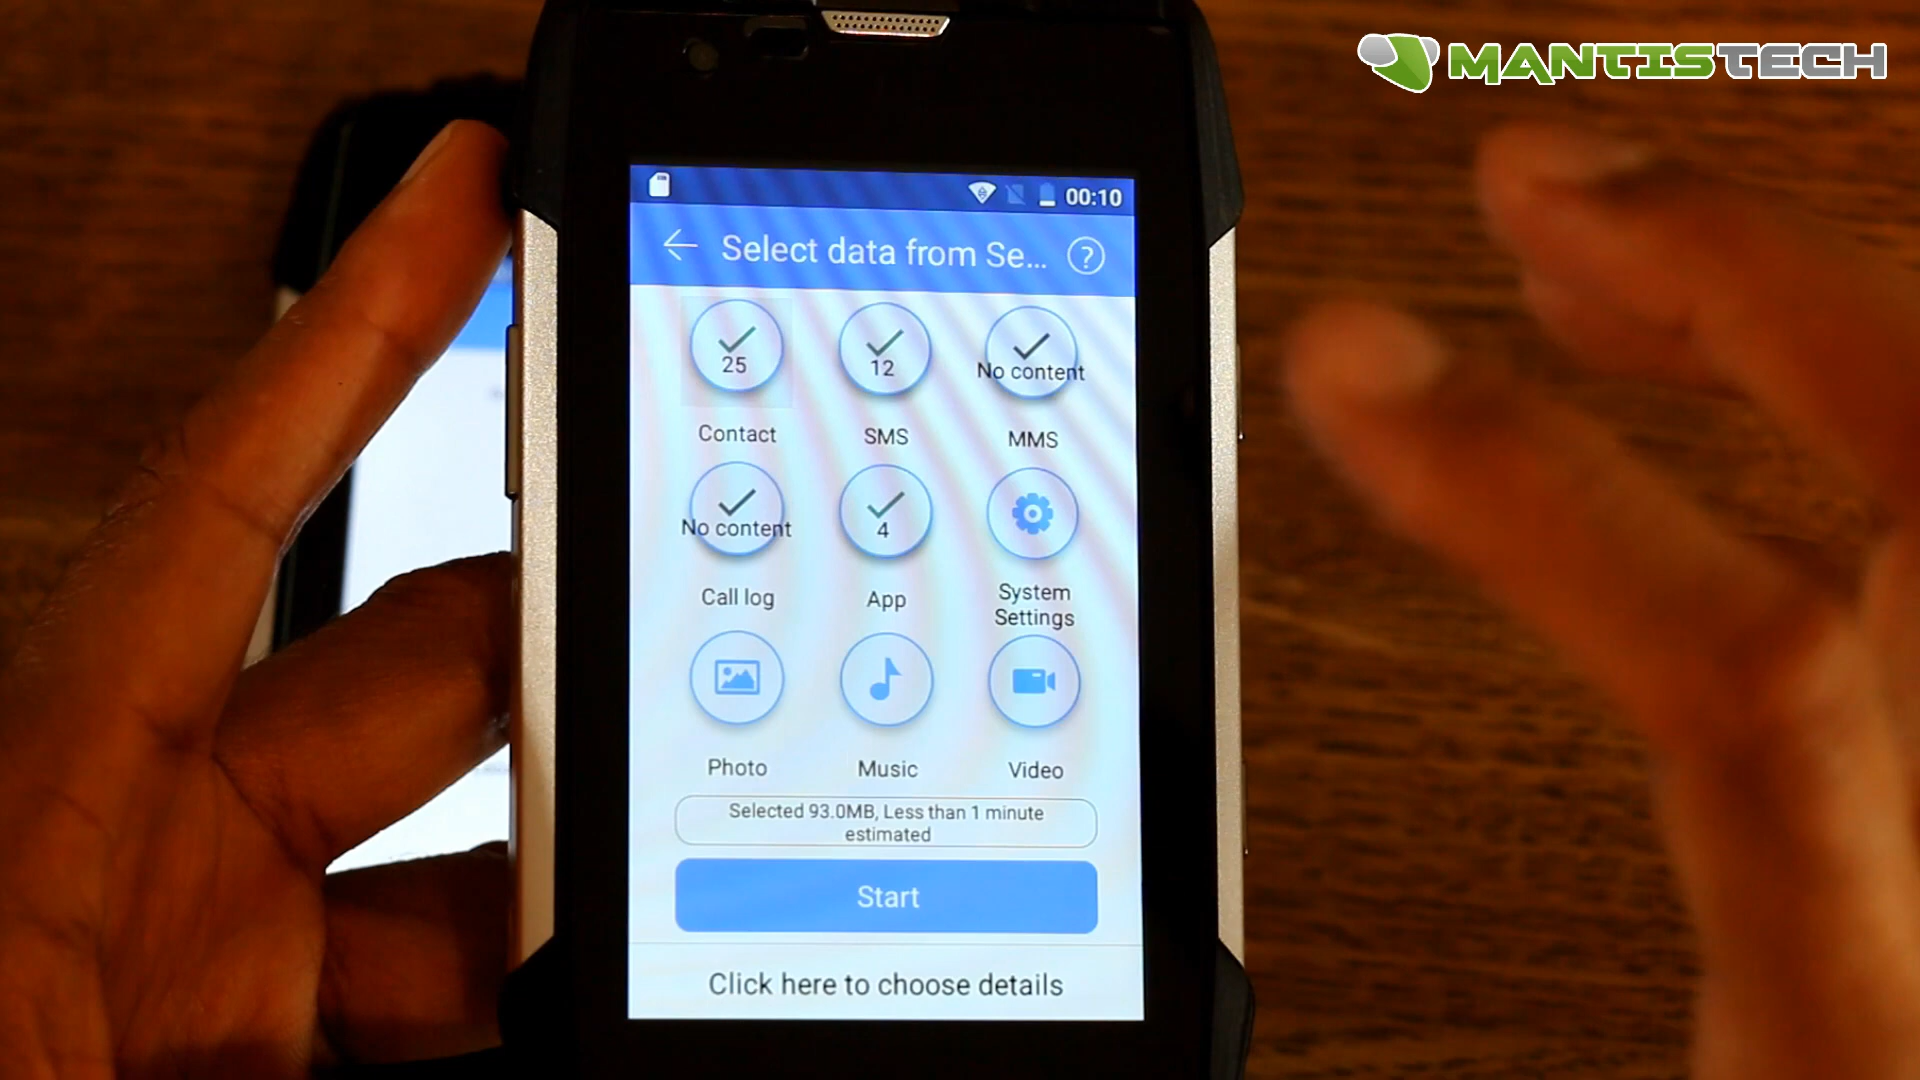 MANTISTECH
00:10
Select data from Se...
?
25
12
No content
Contact
SMS
MMS
No content
4
Call log
App
System
Settings
Photo
Music
Video
Selected 93.0MB, Less than 1 minute
estimated
Start
Click here to choose details